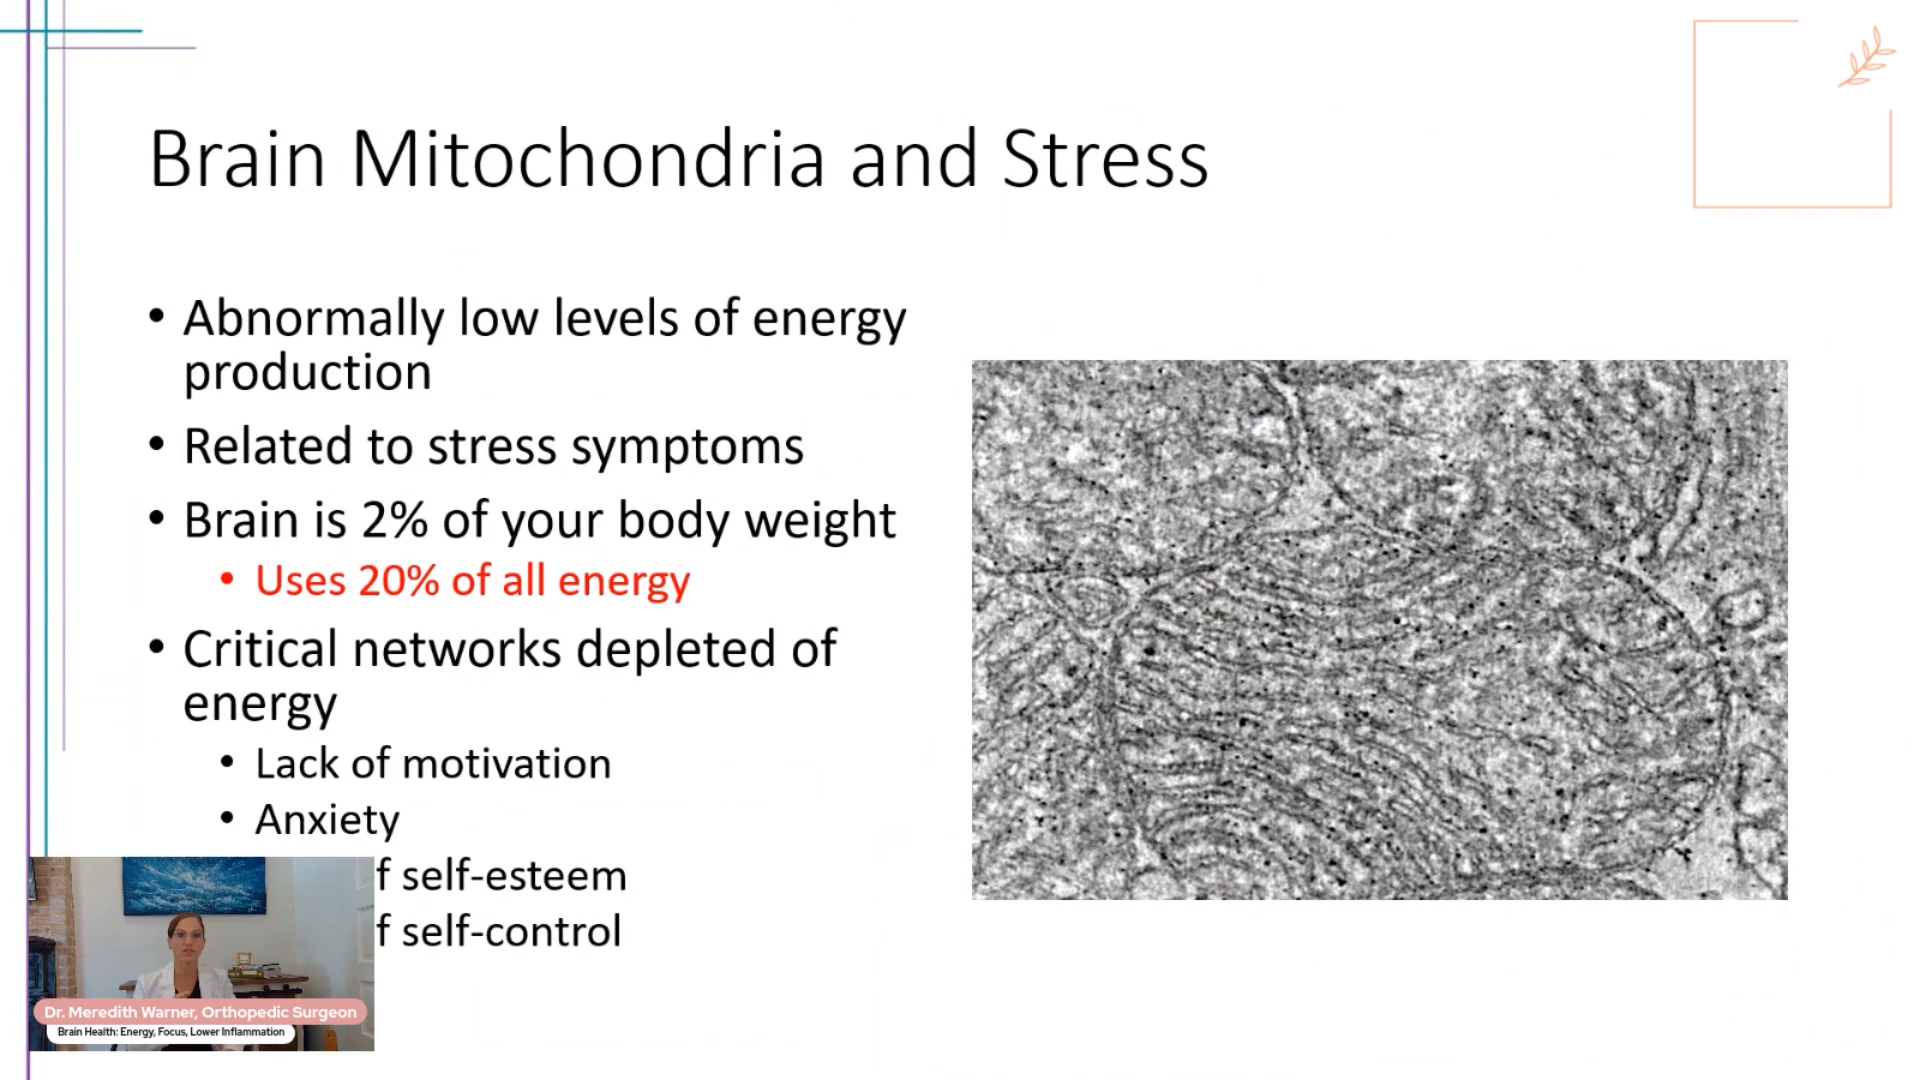 Brain Mitochondria and Stress
• Abnormally low levels of energy
production
• Related to stress symptoms
• Brain is 2% of your body weight
• Uses 20% of all energy
• Critical networks depleted of
energy
• Lack of motivation
• Anxiety
f self-esteem
f self-control
Dr. Meredith Warner, Orthopedic Surgeon
Brain Health: Energy, Focus, Lower Inflammation